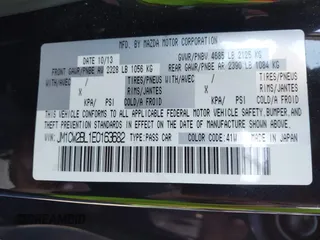 MFD. BY MAZDA MOTOR CORPORATION
DATE 10/13
GVWR/PNBV 4685 LB 2125 KG
FRONT GAWR/PNBE AV 2328 LB 1056 KG
REAR GAWR/PNBE AR 2390 LB 1084 KG
WITH/AVEC
TIRES/PNEUS
RIMS/JANTES
KPA/ PSI COLD/A FROID
WITH/AVEC
TIRES/PNEUS
RIMS/JANTES
KPA/ PSI COLD/A FROID
THIS VEHICLE CONFORMS TO ALL APPLICABLE FEDERAL MOTOR VEHICLE SAFETY, BUMPER, AND THEFT PREVENTION STANDARDS IN EFFECT ON THE DATE OF MANUFACTURE SHOWN ABOVE.
V.I.N.: JM1CW2BL1E0163682 TYPE: PASS CAR
COLOR CODE: 41W